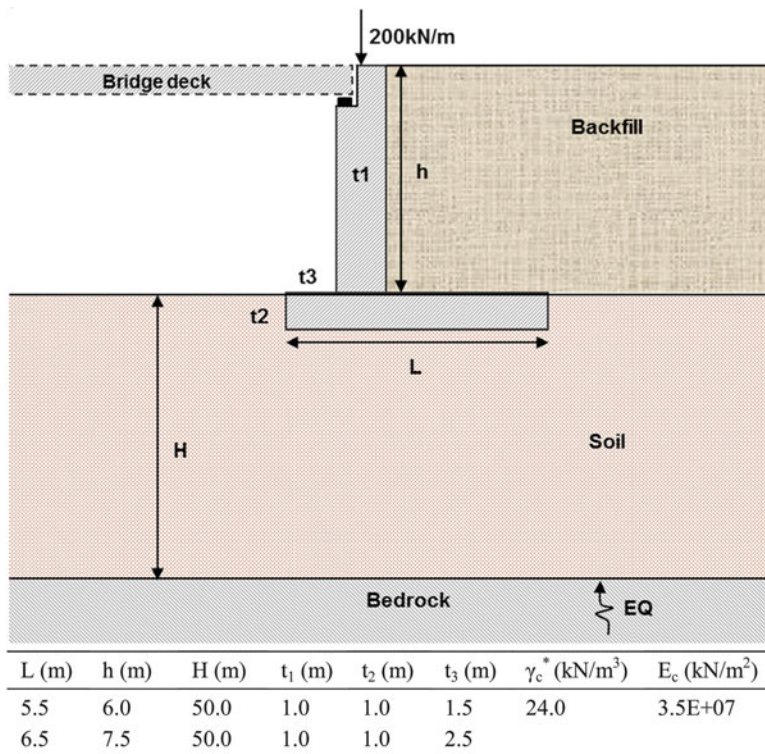 200kN/m
Bridge deck
Backfill
t1
h
t3
t2
L
H
Soil
Bedrock
EQ
L (m) h (m) H (m) t₁ (m) t₂ (m) t₃ (m) γc* (kN/m³) Ec (kN/m²)
5.5 6.0 50.0 1.0 1.0 1.5 24.0 3.5E+07
6.5 7.5 50.0 1.0 1.0 2.5